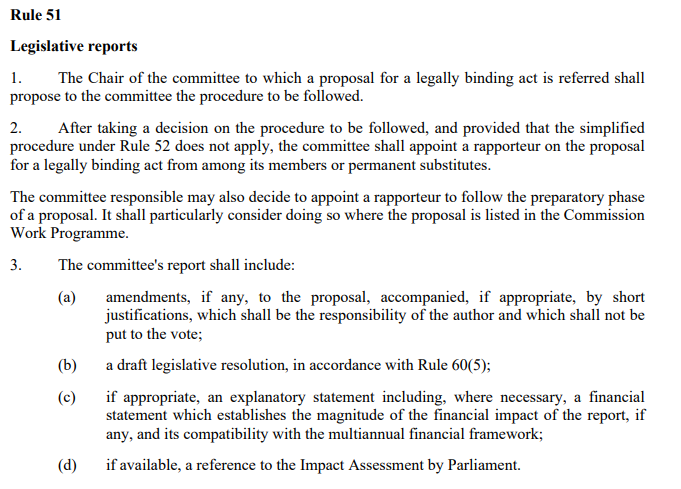 Rule 51
Legislative reports
1. The Chair of the committee to which a proposal for a legally binding act is referred shall
propose to the committee the procedure to be followed.
2. After taking a decision on the procedure to be followed, and provided that the simplified
procedure under Rule 52 does not apply, the committee shall appoint a rapporteur on the proposal
for a legally binding act from among its members or permanent substitutes.
The committee responsible may also decide to appoint a rapporteur to follow the preparatory phase
of a proposal. It shall particularly consider doing so where the proposal is listed in the Commission
Work Programme.
3. The committee's report shall include:
(a) amendments, if any, to the proposal, accompanied, if appropriate, by short
justifications, which shall be the responsibility of the author and which shall not be
put to the vote;
(b) a draft legislative resolution, in accordance with Rule 60(5);
(c) if appropriate, an explanatory statement including, where necessary, a financial
statement which establishes the magnitude of the financial impact of the report, if
any, and its compatibility with the multiannual financial framework;
(d) if available, a reference to the Impact Assessment by Parliament.